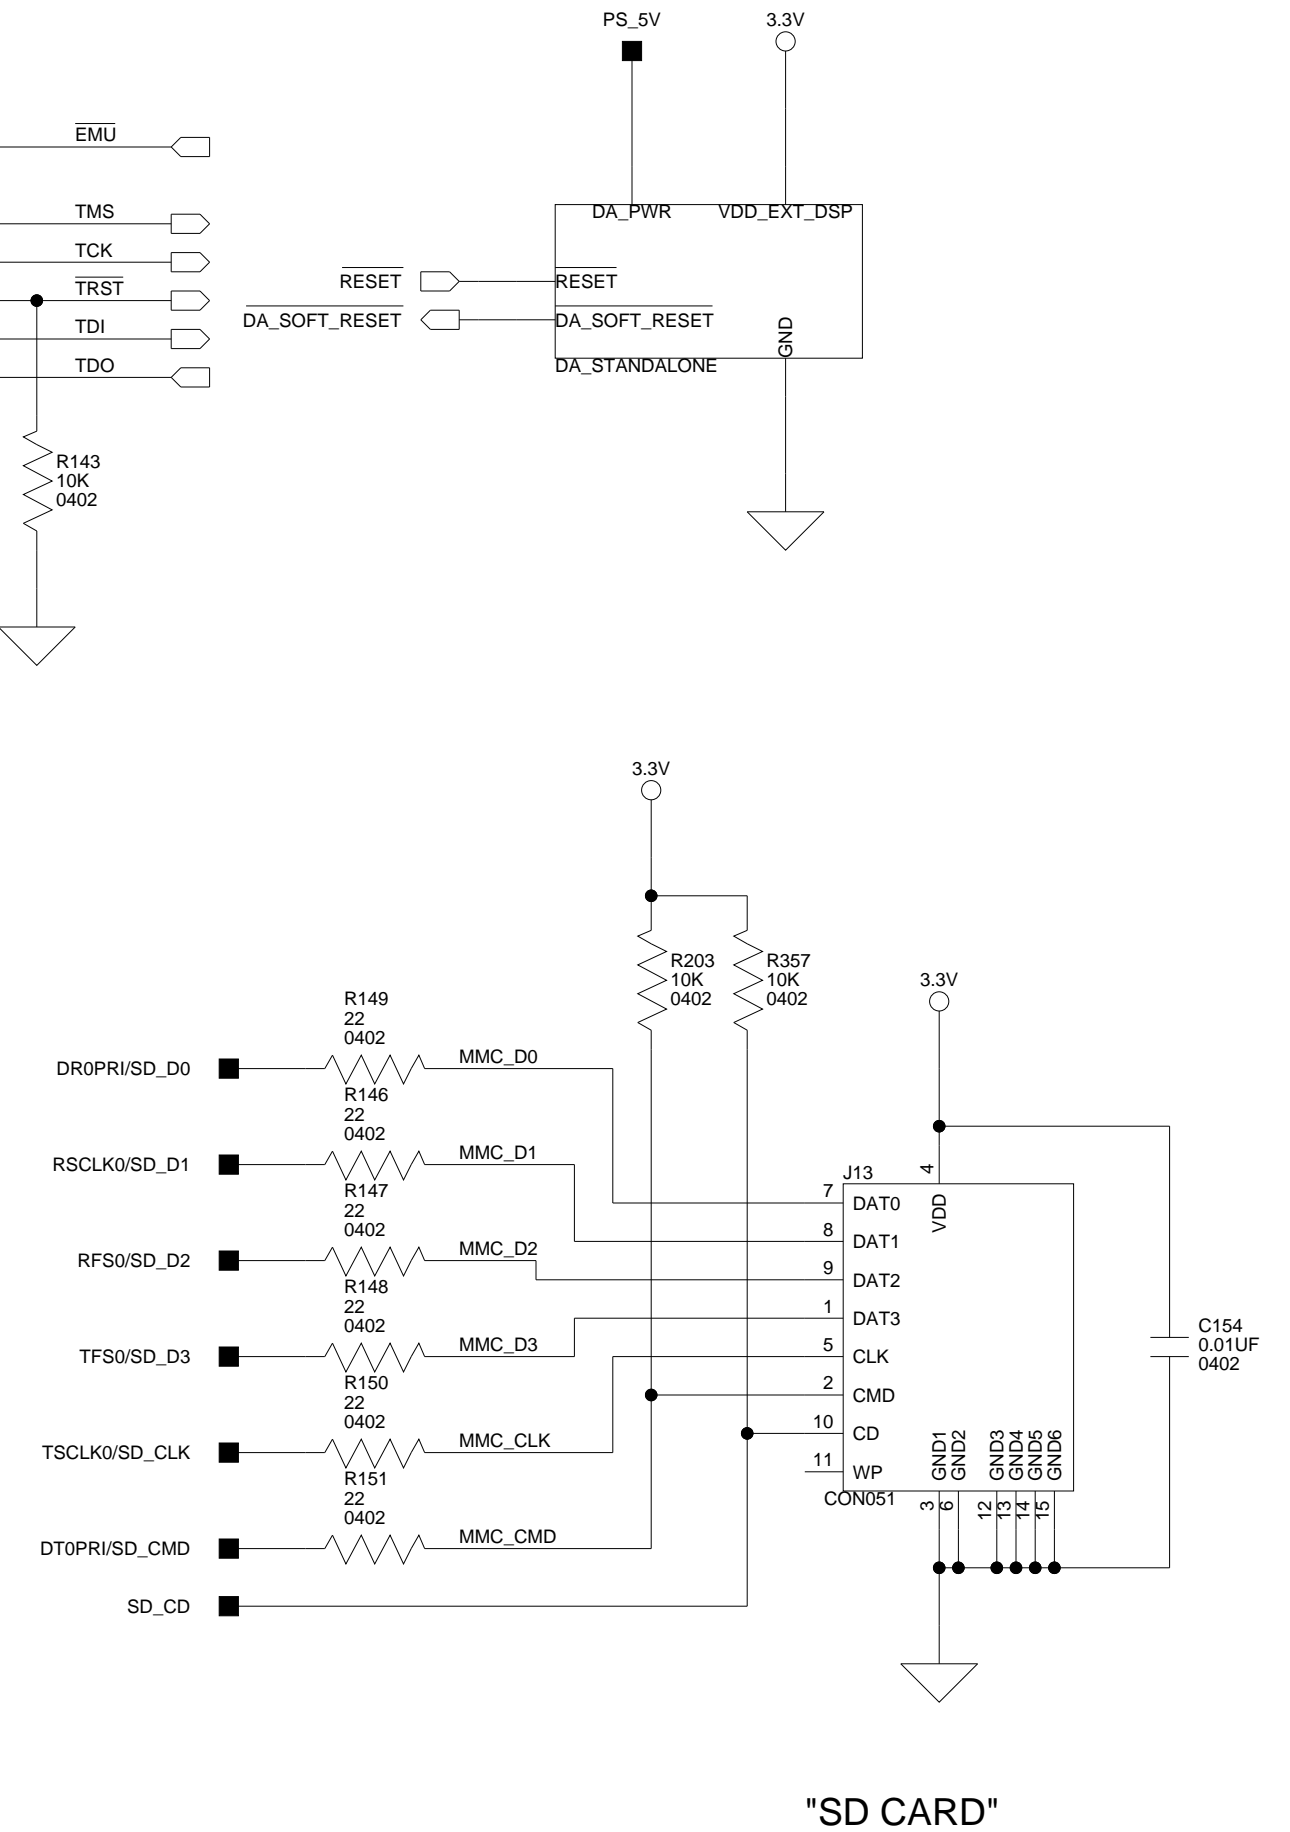 PS_5V
3.3V
EMU
TMS
TCK
TRST
TDI
TDO
R143
10K
0402
DA_PWR
VDD_EXT_DSP
RESET
RESET
DA_SOFT_RESET
DA_SOFT_RESET
GND
DA_STANDALONE
3.3V
R203
10K
0402
R357
10K
0402
3.3V
R149
22
0402
DR0PRI/SD_D0
MMC_D0
R146
22
0402
RSCLK0/SD_D1
MMC_D1
R147
22
0402
RFS0/SD_D2
MMC_D2
R148
22
0402
TFS0/SD_D3
MMC_D3
R150
22
0402
TSCLK0/SD_CLK
MMC_CLK
R151
22
0402
DT0PRI/SD_CMD
MMC_CMD
SD_CD
J13
4
VDD
7
DAT0
8
DAT1
9
DAT2
1
DAT3
5
CLK
2
CMD
10
CD
11
WP
CON051
GND1
GND2
GND3
GND4
GND5
GND6
3
6
12
13
14
15
C154
0.01UF
0402
"SD CARD"